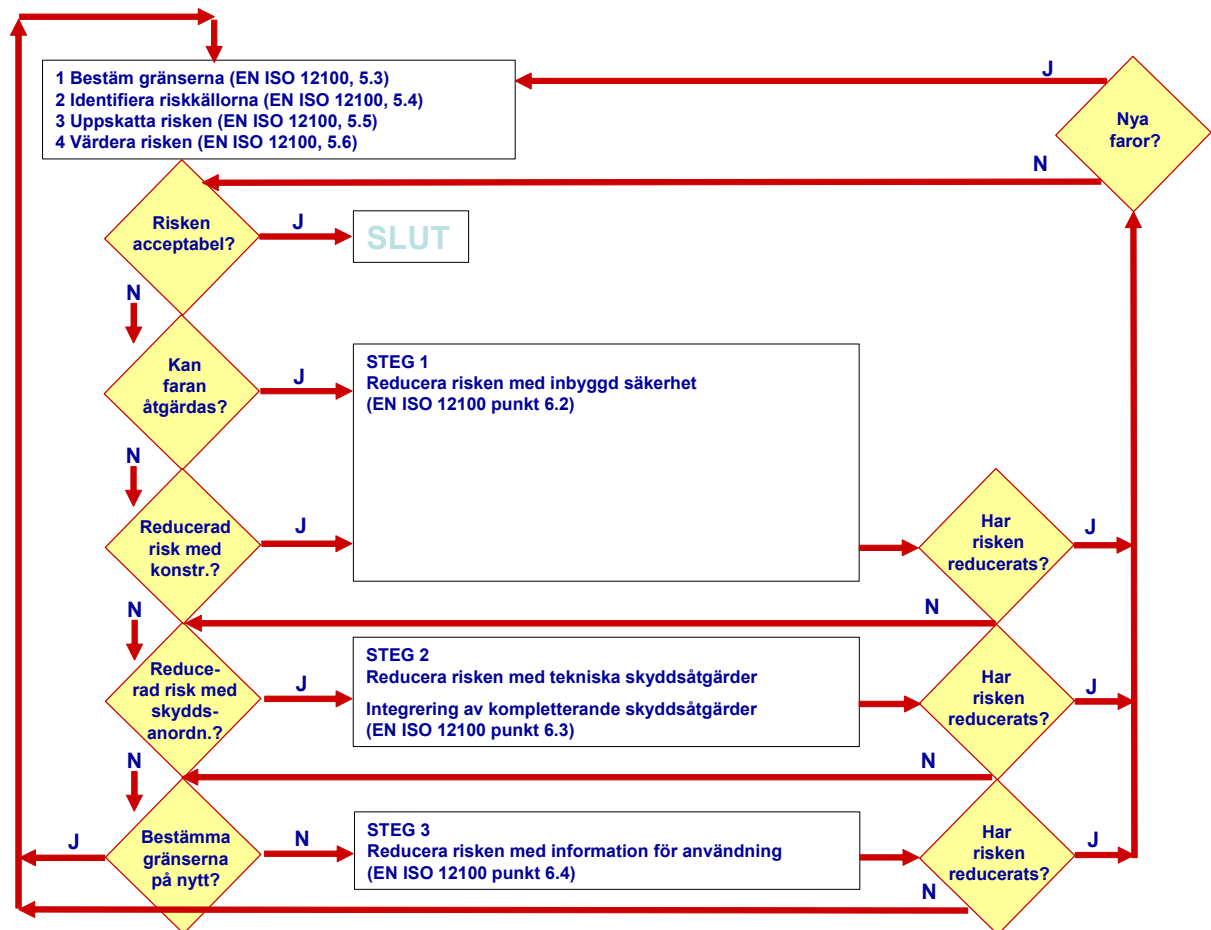 1 Bestäm gränserna (EN ISO 12100, 5.3)
2 Identifiera riskkällorna (EN ISO 12100, 5.4)
3 Uppskatta risken (EN ISO 12100, 5.5)
4 Värdera risken (EN ISO 12100, 5.6)
J
Nya
faror?
N
Risken
acceptabel?
J
SLUT
N
Kan
faran
åtgärdas?
J
STEG 1
Reducera risken med inbyggd säkerhet
(EN ISO 12100 punkt 6.2)
N
Reducerad
risk med
konstr.?
J
Har
risken
reducerats?
J
N
N
Reduce-
rad risk med
skydds-
anordn.?
J
STEG 2
Reducera risken med tekniska skyddsåtgärder
Integrering av kompletterande skyddsåtgärder
(EN ISO 12100 punkt 6.3)
Har
risken
reducerats?
J
N
N
J
Bestämma
gränserna
på nytt?
N
STEG 3
Reducera risken med information för användning
(EN ISO 12100 punkt 6.4)
Har
risken
reducerats?
J
N